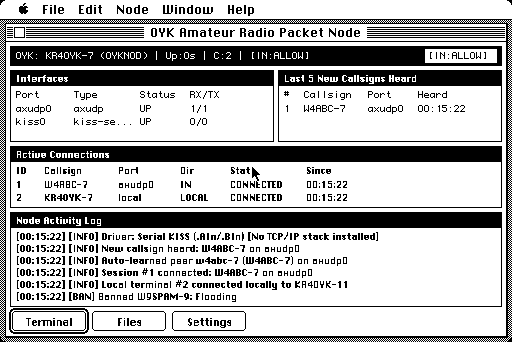 File Edit Node Window Help
OYK Amateur Radio Packet Node
OYK: KR4OYK-7 (OYKNOD) | Up:0s | C:2 | [IN:ALLOW] [IN:ALLOW]
Interfaces
Port Type Status RX/TX
axudp0 axudp UP 1/1
kiss0 kiss-se... UP 0/0
Last 5 New Callsigns Heard
# Callsign Port Heard
1 W4ABC-7 axudp0 00:15:22
Active Connections
ID Callsign Port Dir State Since
1 W4ABC-7 axudp0 IN CONNECTED 00:15:22
2 KR4OYK-7 local LOCAL CONNECTED 00:15:22
Node Activity Log
[00:15:22] [INFO] Driver: Serial KISS (.AIn/.BIn) [No TCP/IP stack installed]
[00:15:22] [INFO] New callsign heard: W4ABC-7 on axudp0
[00:15:22] [INFO] Auto-learned peer w4abc-7 (W4ABC-7) on axudp0
[00:15:22] [INFO] Session #1 connected: W4ABC-7 on axudp0
[00:15:22] [INFO] Local terminal #2 connected locally to KR4OYK-11
[00:15:22] [BAN] Banned W9SPAM-9: Flooding
Terminal Files Settings